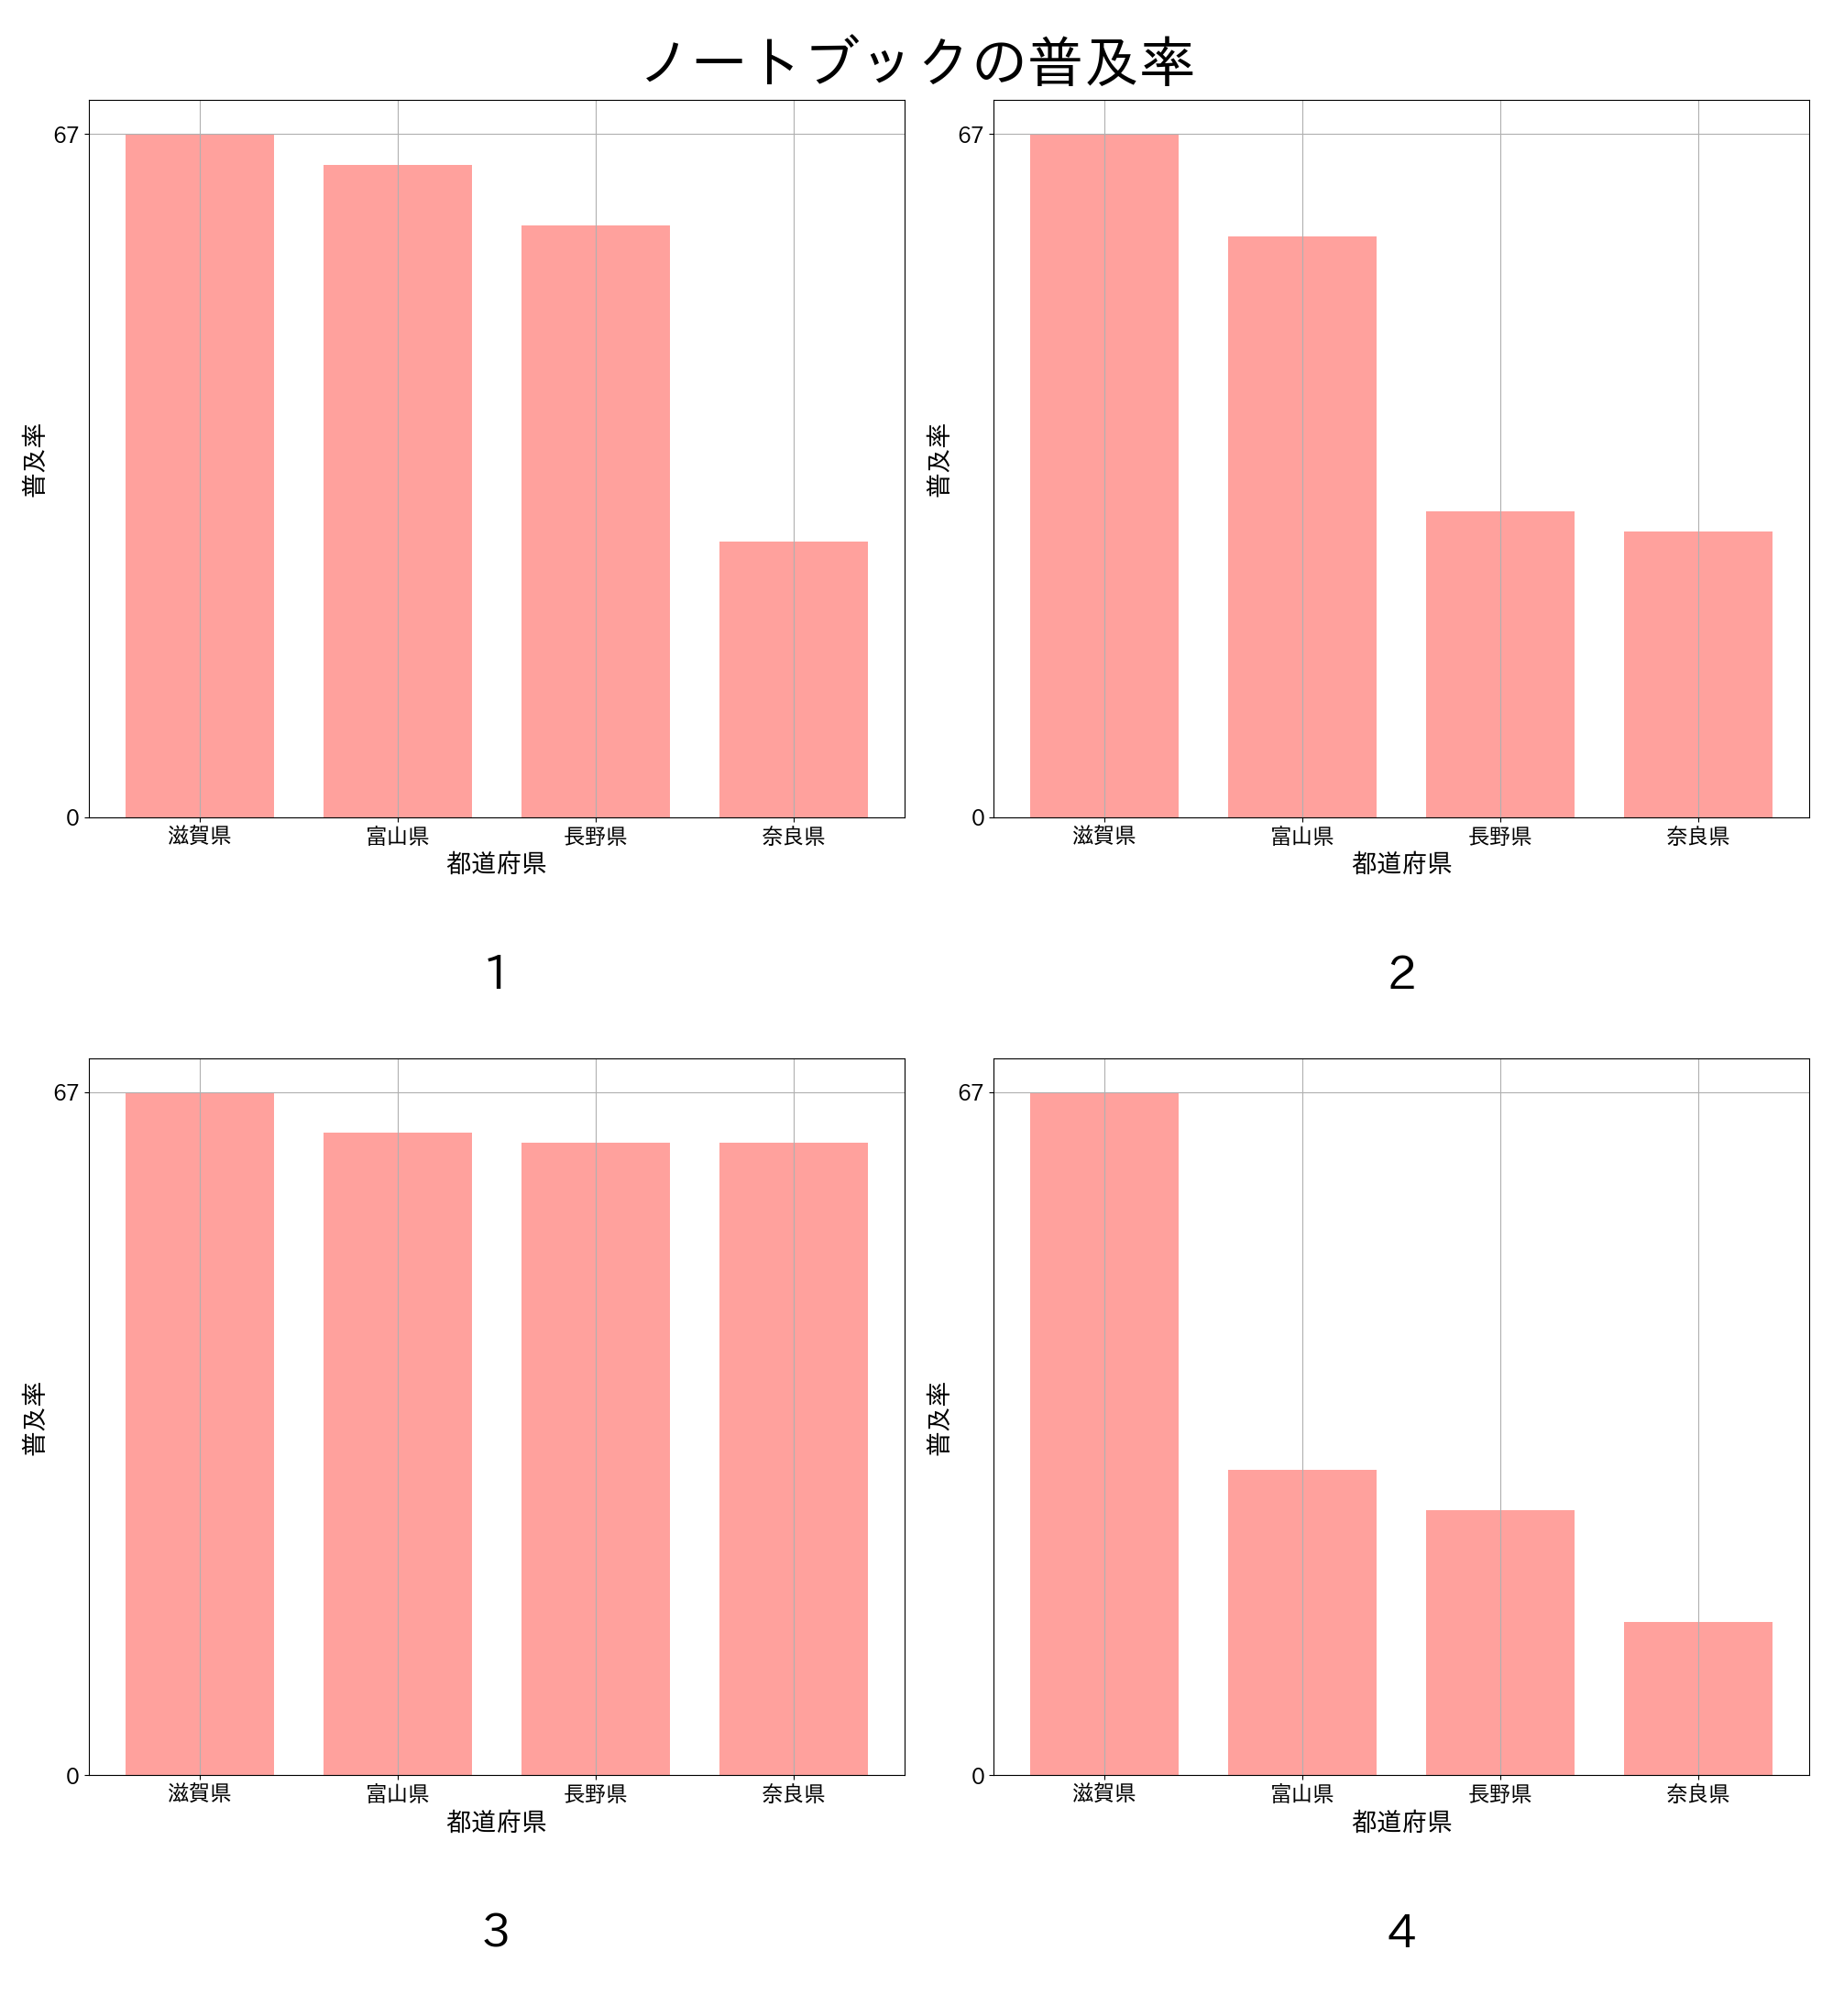 ノートブックの普及率
67
0
普及率
滋賀県 富山県 長野県 奈良県
都道府県
1
67
0
普及率
滋賀県 富山県 長野県 奈良県
都道府県
2
67
0
普及率
滋賀県 富山県 長野県 奈良県
都道府県
3
67
0
普及率
滋賀県 富山県 長野県 奈良県
都道府県
4